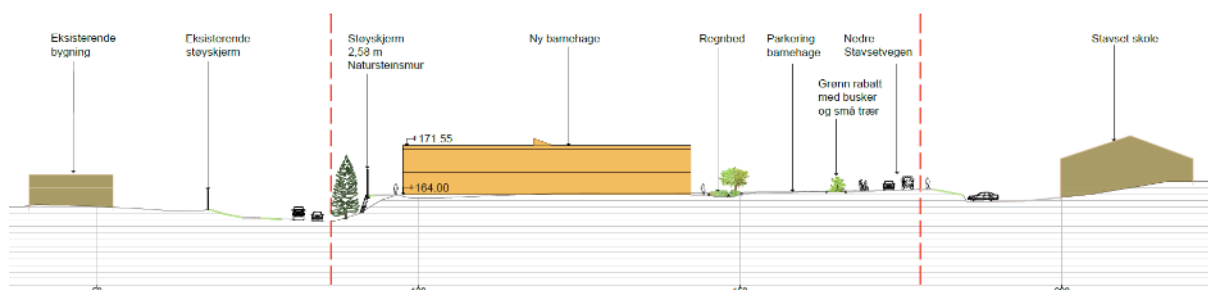 Eksisterende
bygning
Eksisterende
støyskjerm
Støyskjerm
2,58 m
Natursteinsmur
Ny barnehage
Regnbed
Parkering
barnehage
Nedre
Stavsetvegen
Grønn rabatt
med busker
og små trær
Stavset skole
+171.55
+164.00